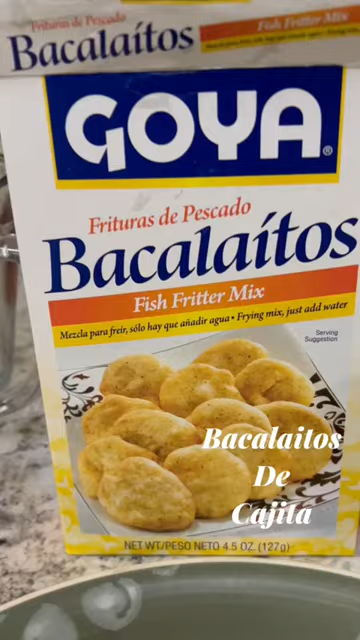 Frituras de Pescado
Bacalaítos
Fish Fritter Mix
GOYA®
Frituras de Pescado
Bacalaítos
Fish Fritter Mix
Mezcla para freir, sólo hay que añadir agua • Frying mix, just add water
Serving
Suggestion
Bacalaitos
De
Cajita
NET WT/PESO NETO 4.5 OZ. (127g)